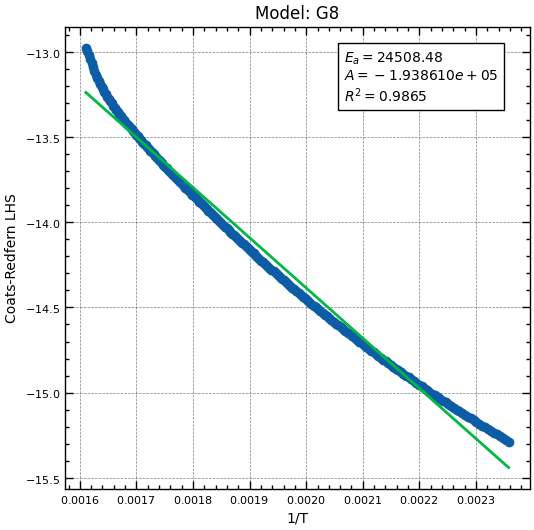 Model: G8
E_a = 24508.48
A = −1.938610e + 05
R² = 0.9865
Coats-Redfern LHS
−13.0
−13.5
−14.0
−14.5
−15.0
−15.5
0.0016 0.0017 0.0018 0.0019 0.0020 0.0021 0.0022 0.0023
1/T